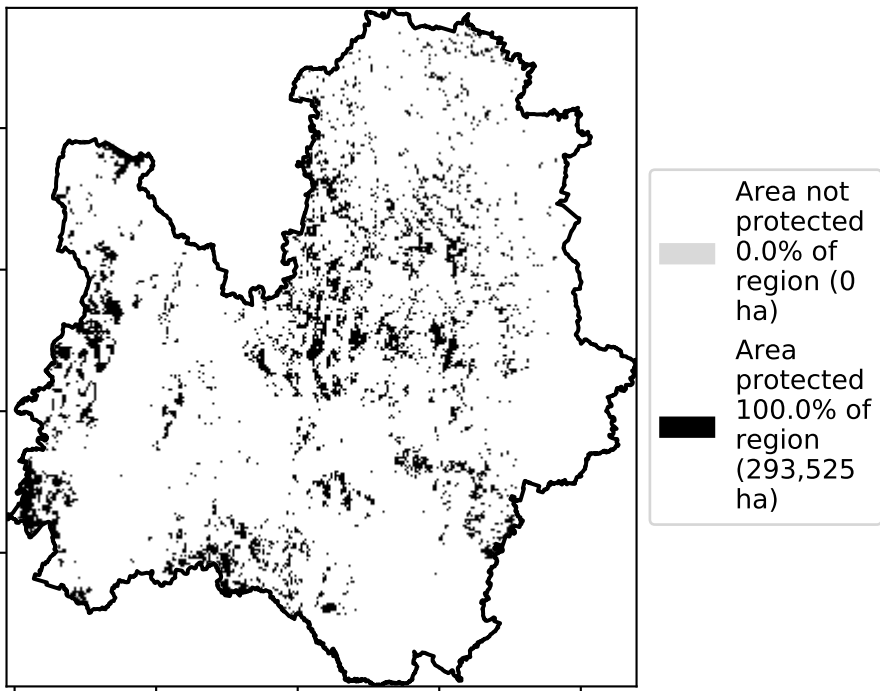 Area not
protected
0.0% of
region (0
ha)
Area
protected
100.0% of
region
(293,525
ha)